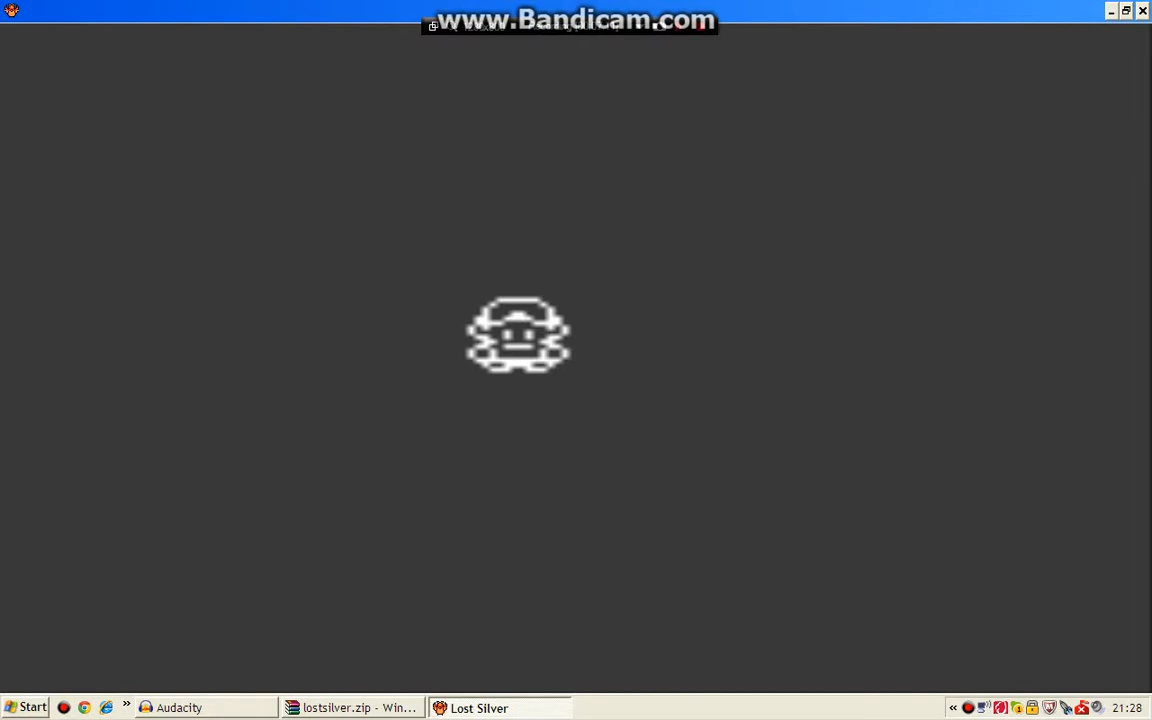 www.Bandicam.com
Start
Audacity
lostsilver.zip - Win...
Lost Silver
21:28